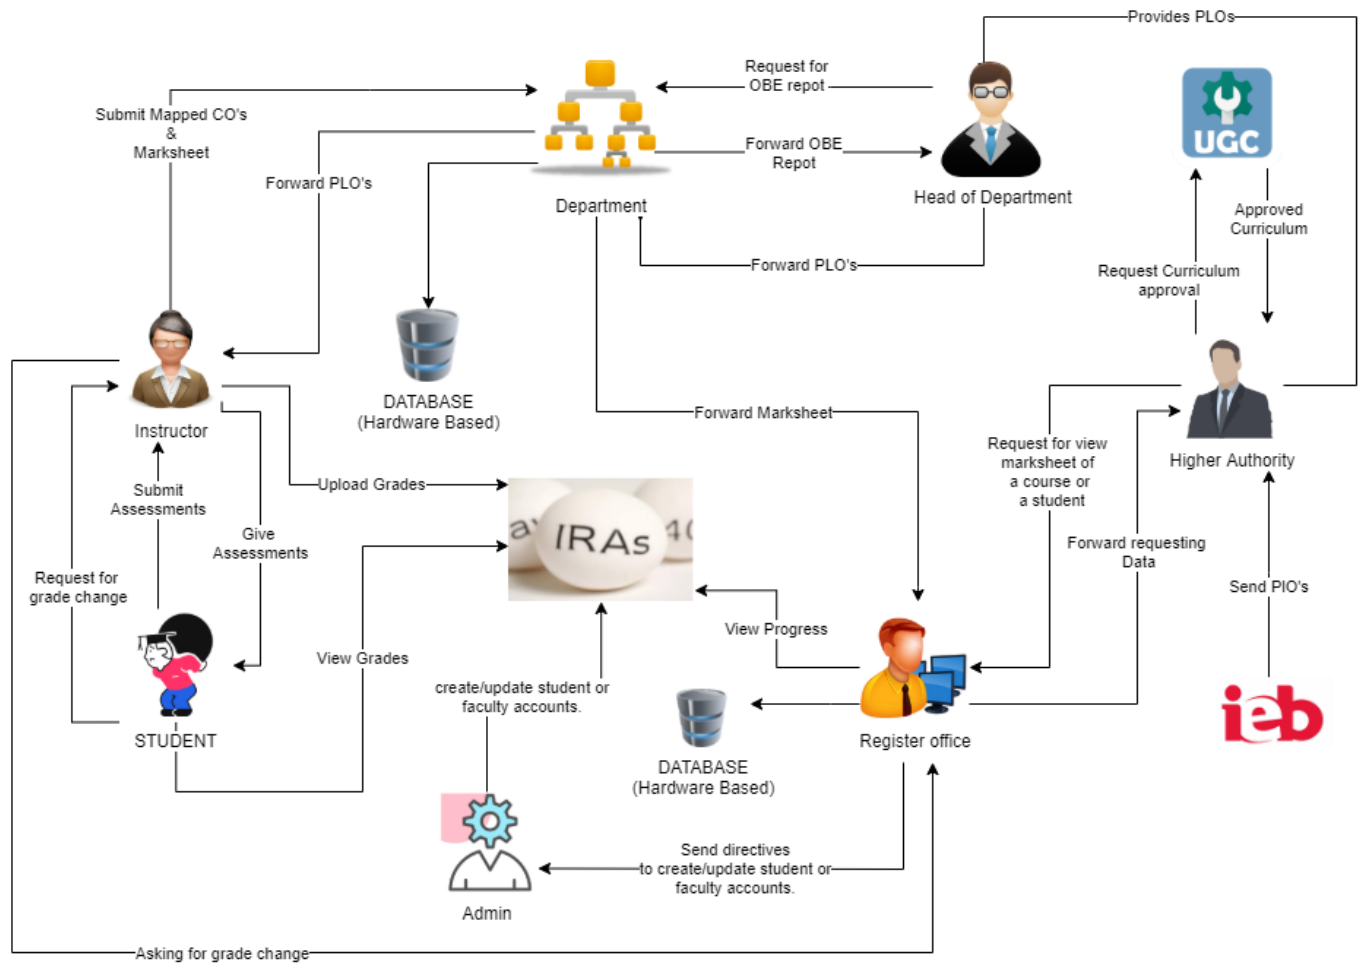 Provides PLOs
Request for
OBE repot
Submit Mapped CO's
&
Marksheet
UGC
Forward OBE
Repot
Forward PLO's
Head of Department
Department
Approved
Curriculum
Forward PLO's
Request Curriculum
approval
DATABASE
(Hardware Based)
Instructor
Forward Marksheet
Request for view
marksheet of
a course or
a student
Higher Authority
Submit
Assessments
Upload Grades
Give
Assessments
IRAs
40
Forward requesting
Data
Request for
grade change
Send PIO's
View Progress
View Grades
create/update student or
faculty accounts.
ieb
STUDENT
Register office
DATABASE
(Hardware Based)
Send directives
to create/update student or
faculty accounts.
Admin
Asking for grade change